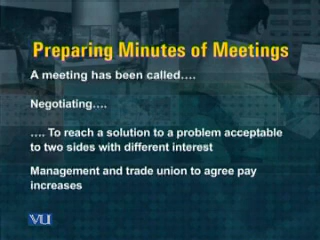 Preparing Minutes of Meetings
A meeting has been called....
Negotiating....
.... To reach a solution to a problem acceptable
to two sides with different interest
Management and trade union to agree pay
increases
VU